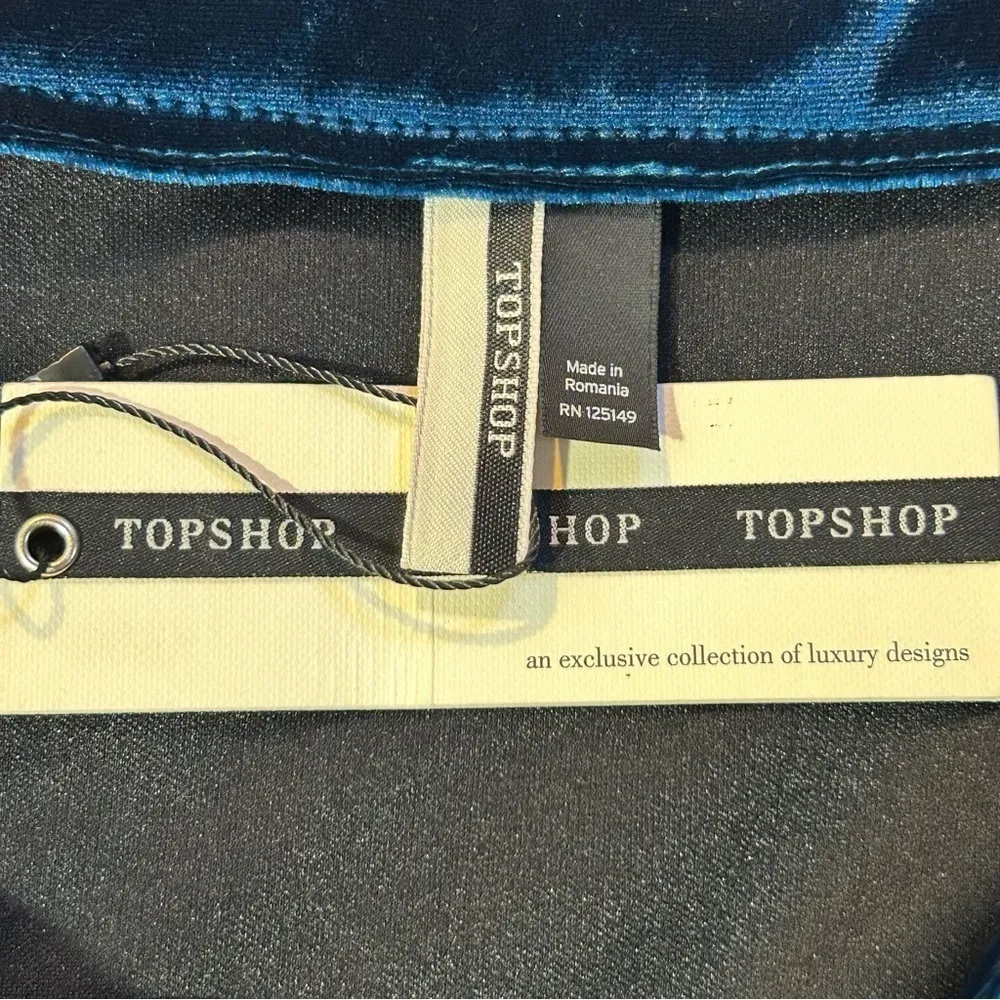 TOPSHOP
Made in
Romania
RN 125149
TOPSHOP
HOP
TOPSHOP
an exclusive collection of luxury designs